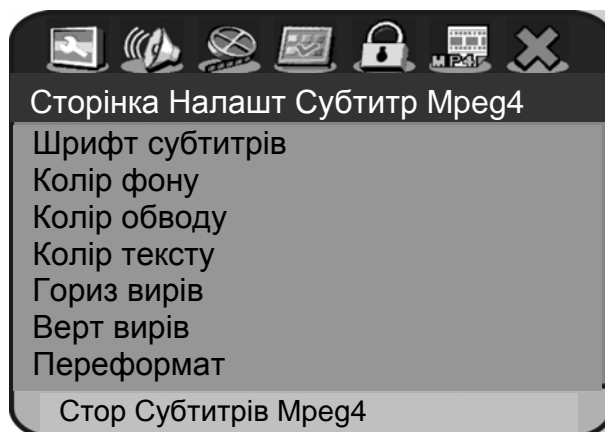 MP4
Сторінка Налашт Субтитр Mpeg4
Шрифт субтитрів
Колір фону
Колір обводу
Колір тексту
Гориз вирів
Верт вирів
Переформат
Стор Субтитрів Mpeg4